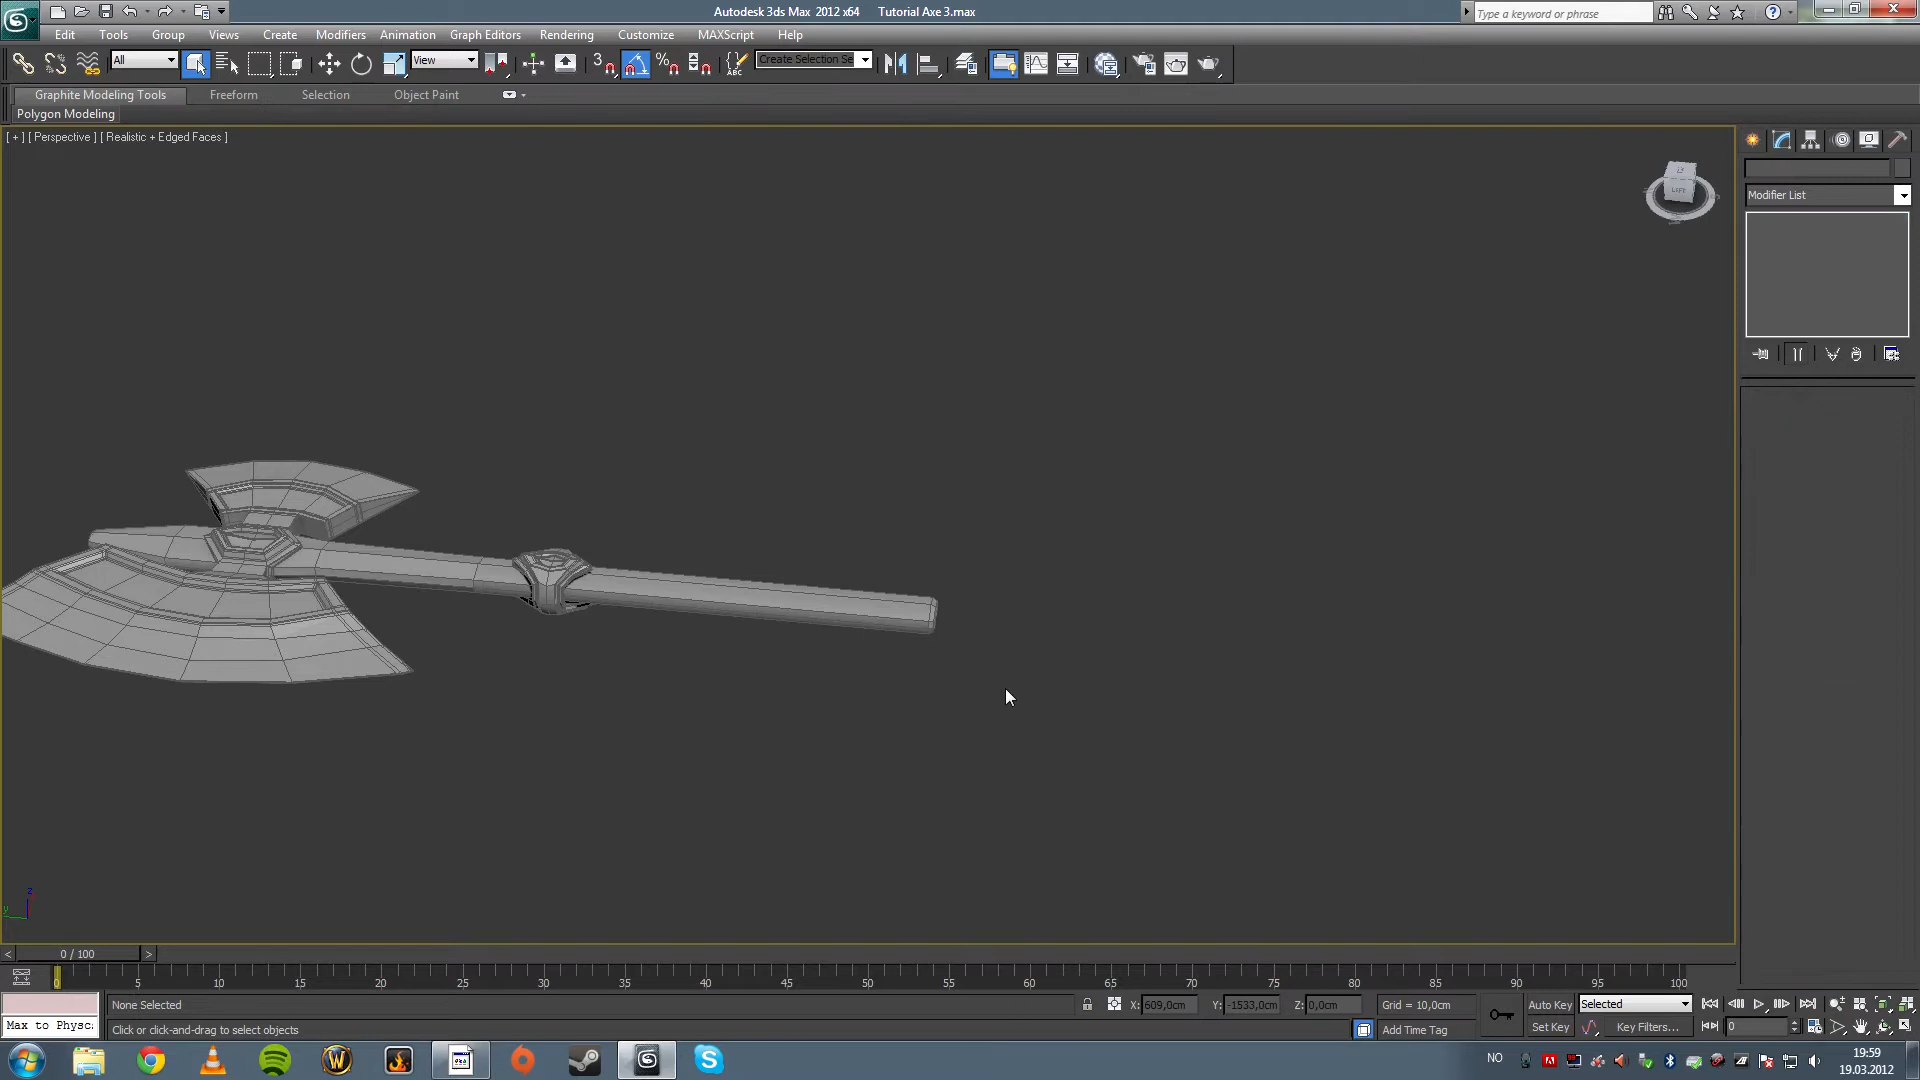 Autodesk 3ds Max 2012 x64 Tutorial Axe 3.max
Type a keyword or phrase
Edit Tools Group Views Create Modifiers Animation Graph Editors Rendering Customize MAXScript Help
All View 3 % ABC Create Selection Se
Graphite Modeling Tools Freeform Selection Object Paint
Polygon Modeling
[ + ] [ Perspective ] [ Realistic + Edged Faces ]
LEFT
Modifier List
z
y
< 0 / 100 >
0 5 10 15 20 25 30 35 40 45 50 55 60 65 70 75 80 85 90 95 100
None Selected X: 609,0cm Y: -1533,0cm Z: 0,0cm Grid = 10,0cm Auto Key Selected
Max to Physc: Click or click-and-drag to select objects Add Time Tag Set Key Key Filters... 0
NO 19:59
19.03.2012